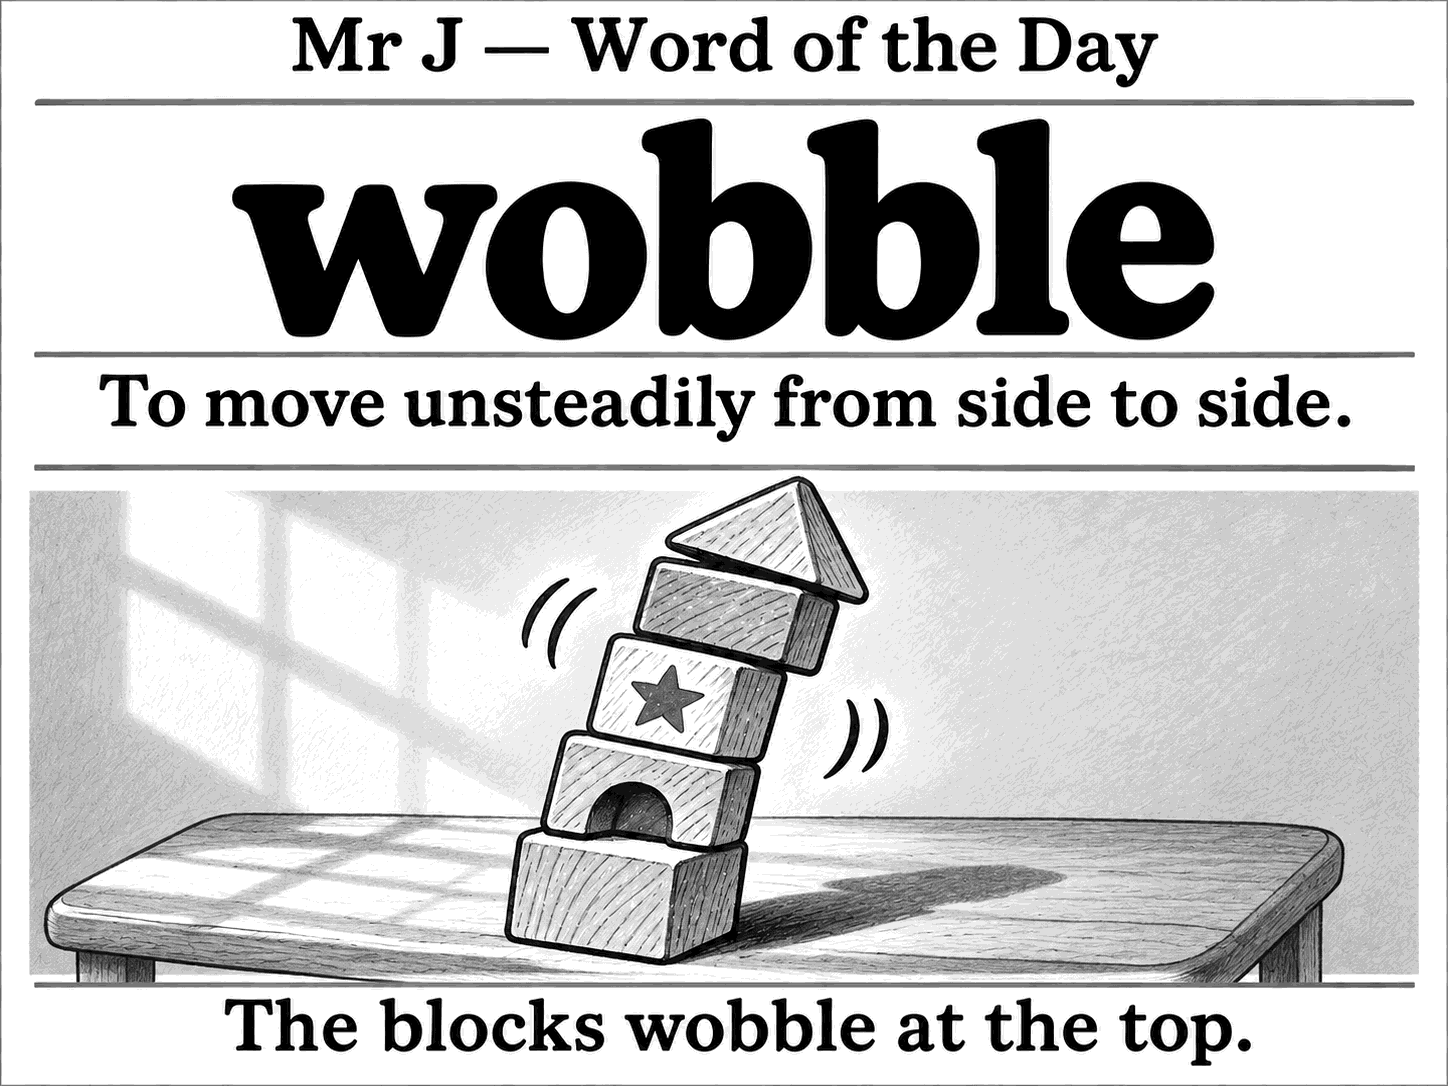 Mr J — Word of the Day
wobble
To move unsteadily from side to side.
The blocks wobble at the top.